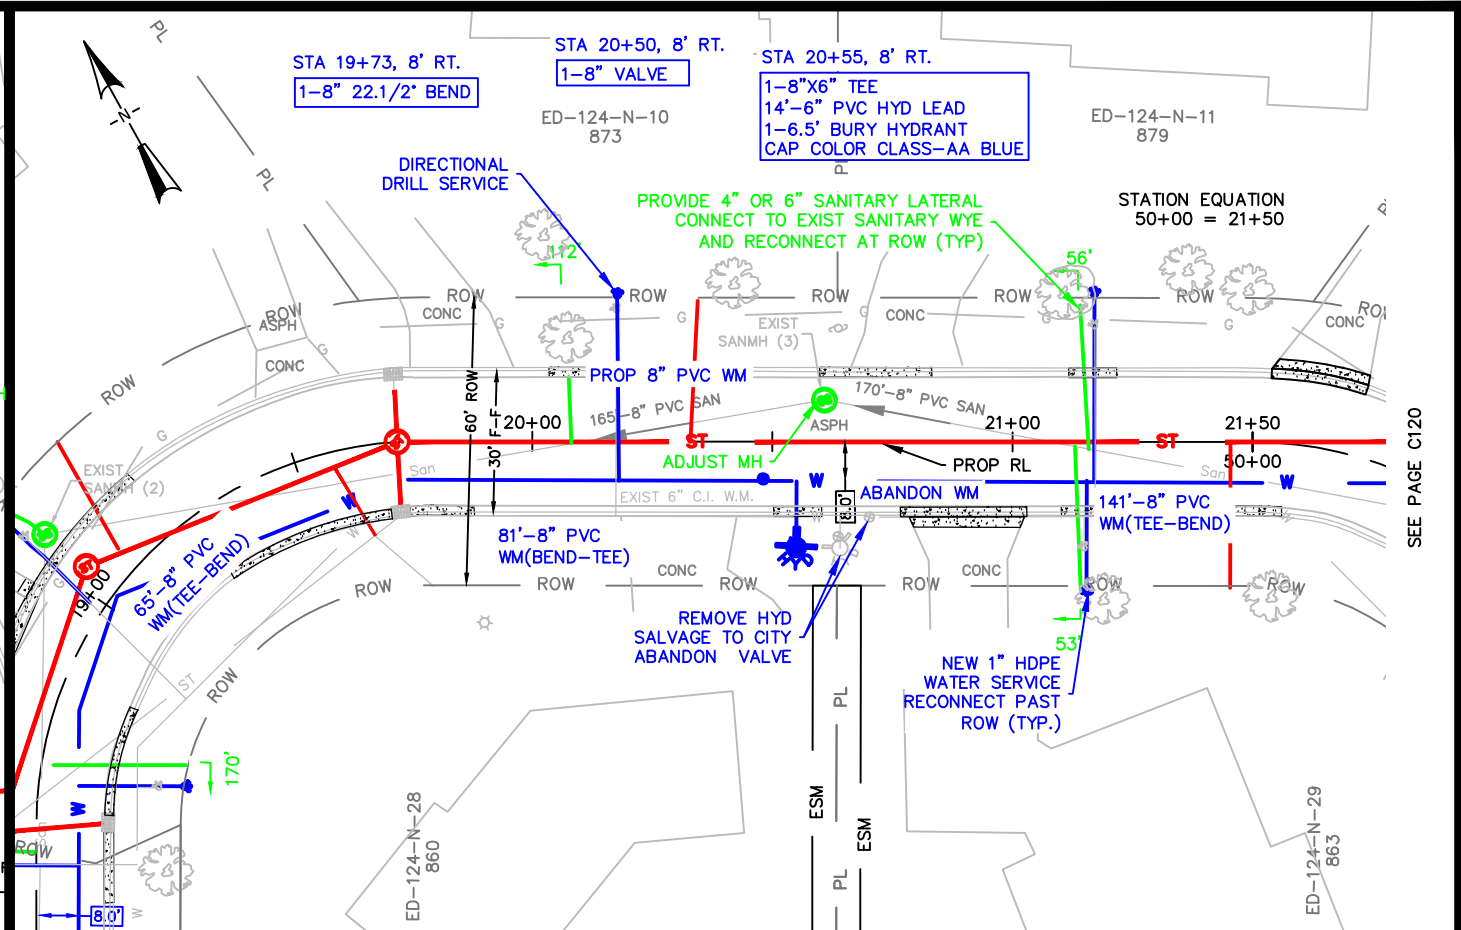 PL
STA 19+73, 8' RT.
1-8" 22.1/2° BEND
STA 20+50, 8' RT.
1-8" VALVE
STA 20+55, 8' RT.
1-8"X6" TEE
14'-6" PVC HYD LEAD
1-6.5' BURY HYDRANT
CAP COLOR CLASS-AA BLUE
ED-124-N-10
873
ED-124-N-11
879
-N-
PL
DIRECTIONAL
DRILL SERVICE
PROVIDE 4" OR 6" SANITARY LATERAL
CONNECT TO EXIST SANITARY WYE
AND RECONNECT AT ROW (TYP)
STATION EQUATION
50+00 = 21+50
112'
56'
ROW
ROW
ROW
ROW
ROW
ROW
ASPH
CONC
G
G
EXIST
SANMH (3)
CONC
G
G
CONC
ROW
G
CONC
ROW
60' ROW
30' F-F
PROP 8" PVC WM
165'-8" PVC SAN
170'-8" PVC SAN
20+00
ASPH
21+00
21+50
50+00
ST
ST
ST
ADJUST MH
PROP RL
G
EXIST
SANMH (2)
San
San
W
W
W
EXIST 6" C.I. W.M.
8.0'
ABANDON WM
141'-8" PVC
WM(TEE-BEND)
81'-8" PVC
WM(BEND-TEE)
65'-8" PVC
WM(TEE-BEND)
ST
19+00
W
G
ROW
ROW
CONC
ROW
ROW
CONC
ROW
ROW
REMOVE HYD
SALVAGE TO CITY
ABANDON VALVE
53'
NEW 1" HDPE
WATER SERVICE
RECONNECT PAST
ROW (TYP.)
SEE PAGE C120
ST
ROW
170'
W
PL
ESM
ESM
PL
ED-124-N-28
860
ED-124-N-29
863
San
ROW
W
8.0'